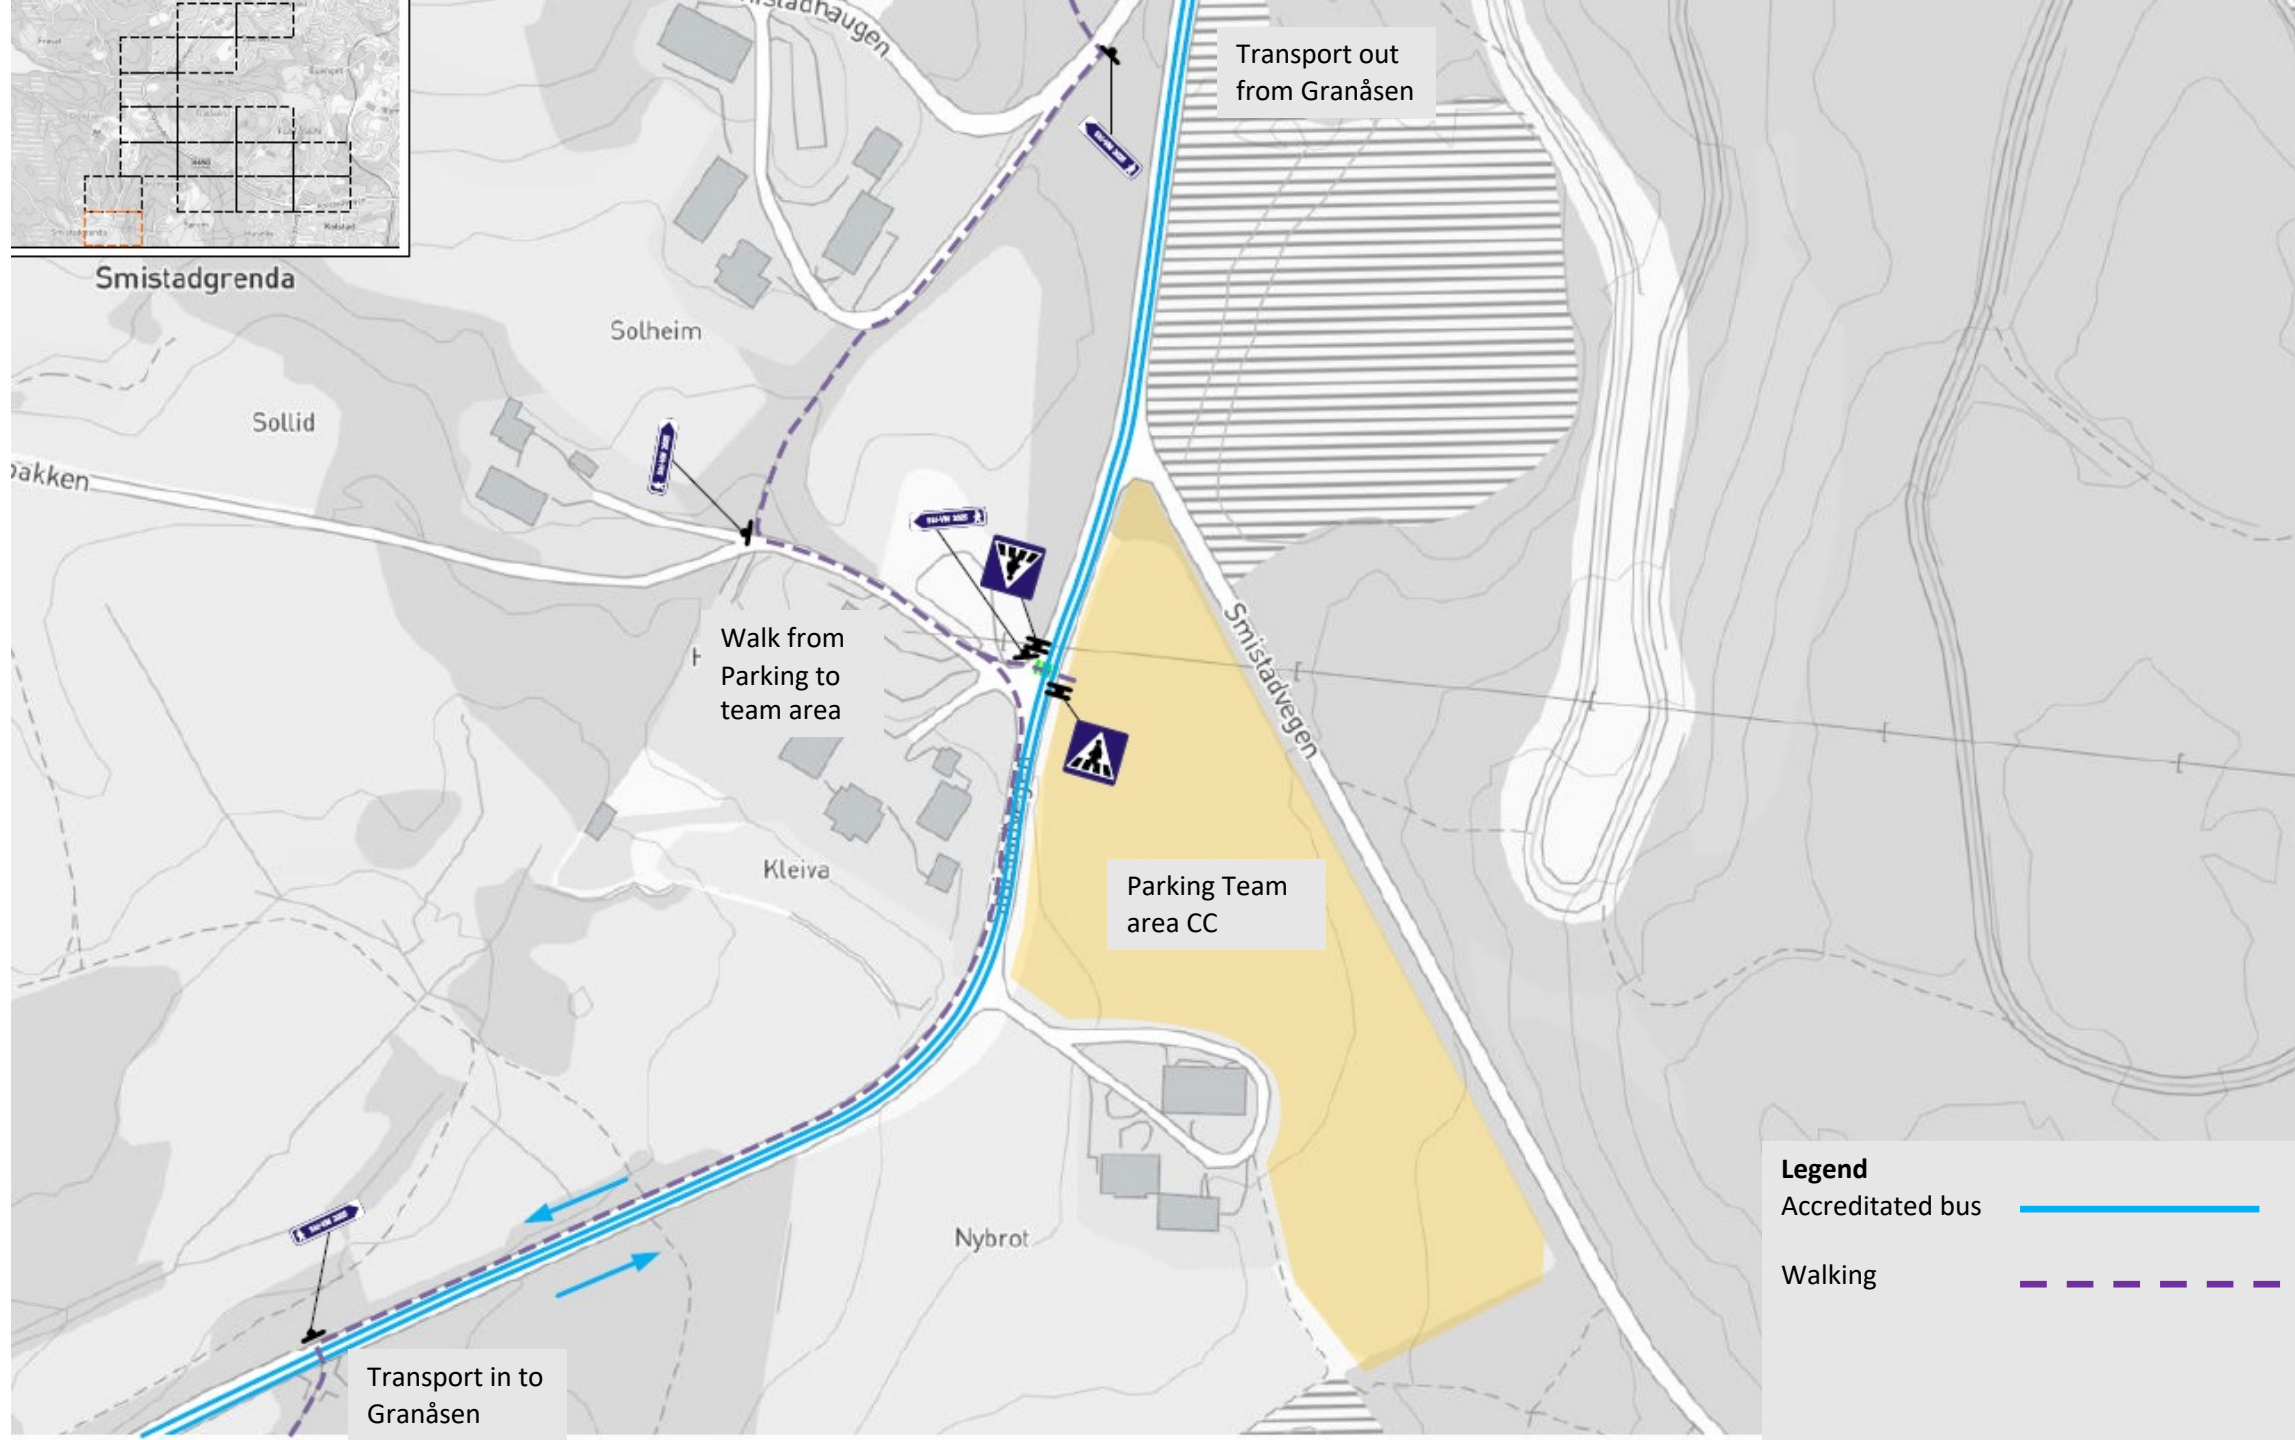 Transport out
from Granåsen
Smistadgrenda
Solheim
Sollid
Walk from
Parking to
team area
Smistadvegen
Kleiva
Parking Team
area CC
Nybrot
Legend
Accreditated bus
Walking
Transport in to
Granåsen